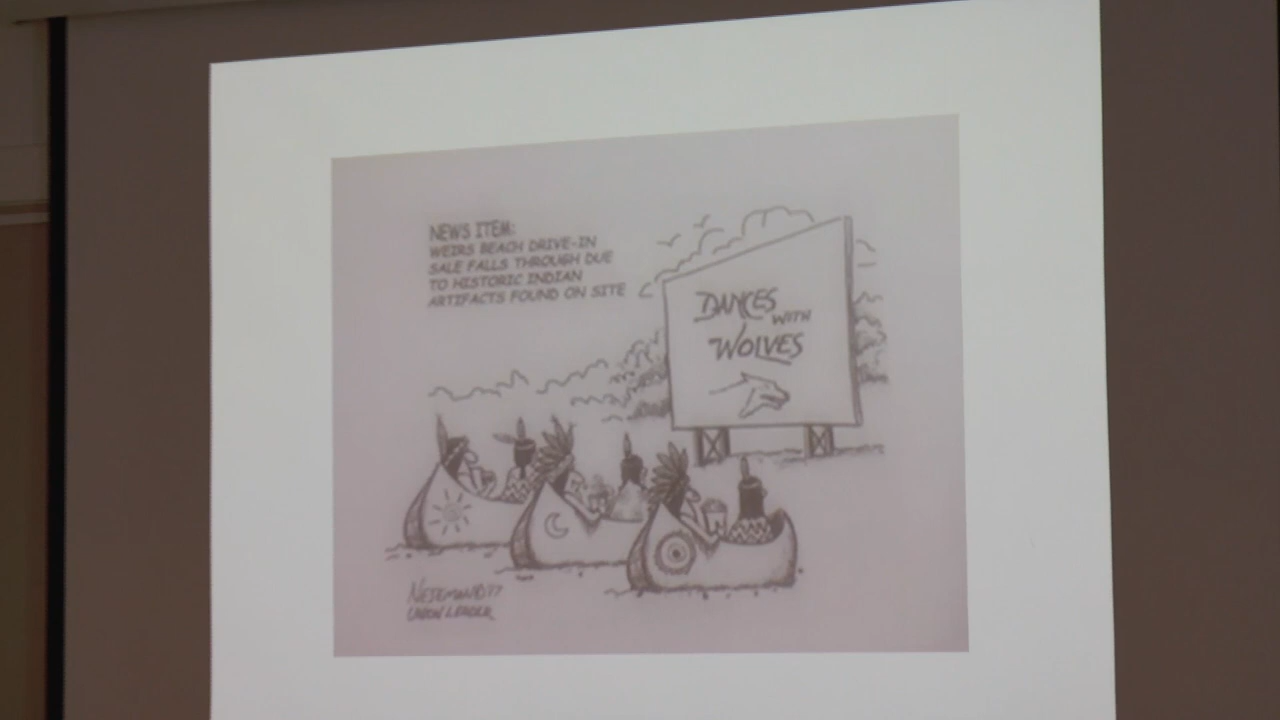 NEWS ITEM:
WEIRS BEACH DRIVE-IN
SALE FALLS THROUGH DUE
TO HISTORIC INDIAN
ARTIFACTS FOUND ON SITE
DANCES
WITH
WOLVES
UNION LEADER